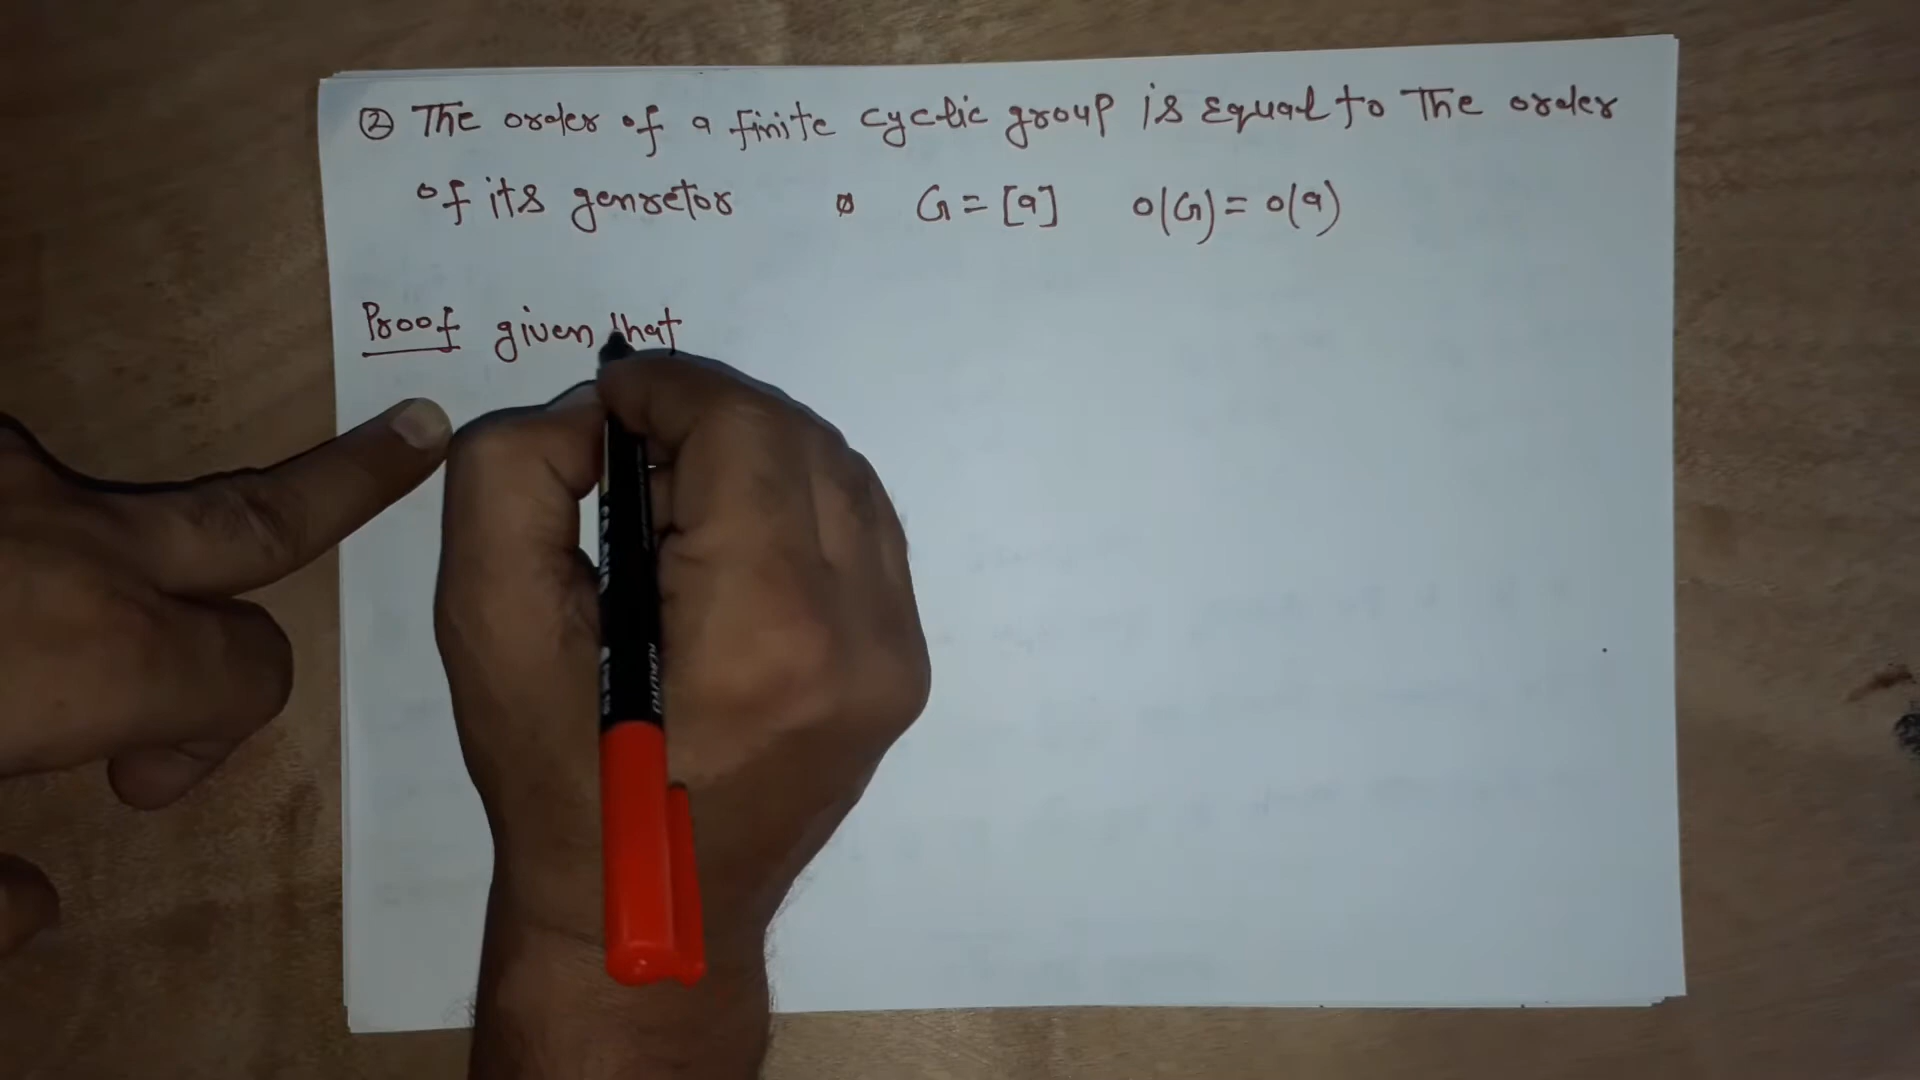 ② The order of a finite cyclic group is equal to The order
of its genretor G = [a] o(G) = o(a)
Proof given that